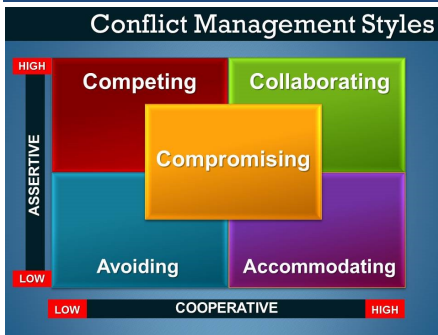 Conflict Management Styles
HIGH
Competing
Collaborating
Compromising
ASSERTIVE
Avoiding
Accommodating
LOW
LOW
COOPERATIVE
HIGH